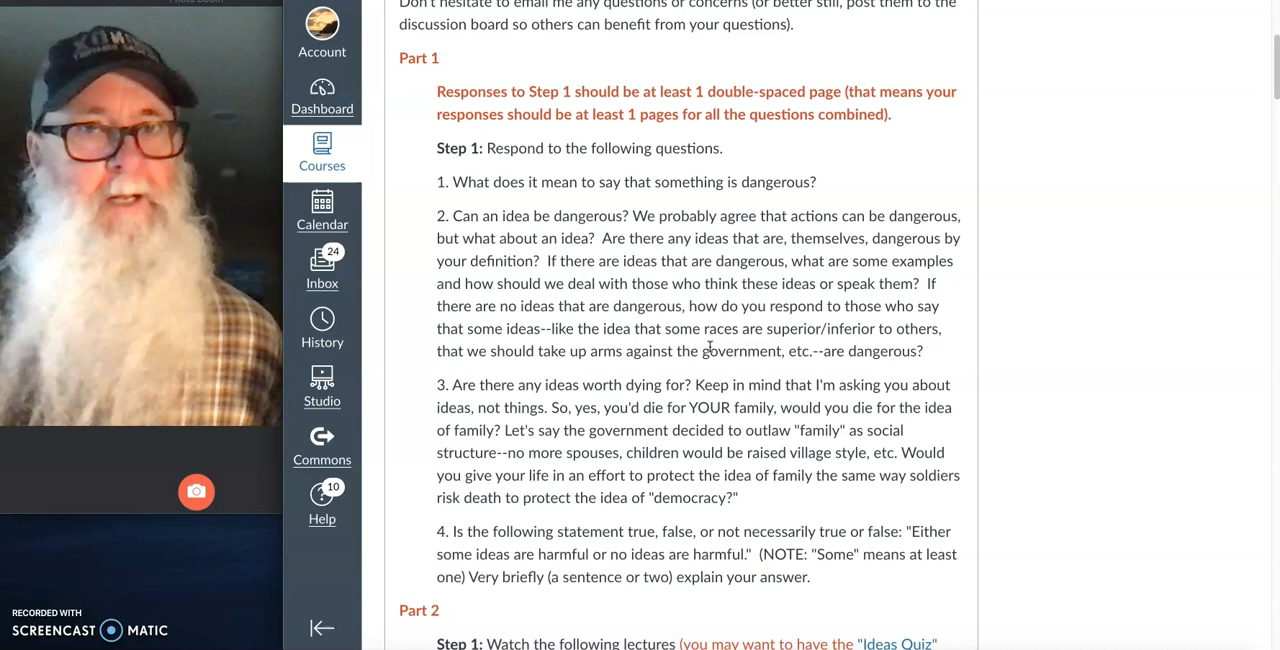 Photo Booth
Don't hesitate to email me any questions or concerns (or better still, post them to the
discussion board so others can benefit from your questions).
Account
Dashboard
Courses
Calendar
24
Inbox
History
Studio
Commons
10
Help
Part 1
Responses to Step 1 should be at least 1 double-spaced page (that means your
responses should be at least 1 pages for all the questions combined).
Step 1: Respond to the following questions.
1. What does it mean to say that something is dangerous?
2. Can an idea be dangerous? We probably agree that actions can be dangerous,
but what about an idea?  Are there any ideas that are, themselves, dangerous by
your definition?  If there are ideas that are dangerous, what are some examples
and how should we deal with those who think these ideas or speak them?  If
there are no ideas that are dangerous, how do you respond to those who say
that some ideas--like the idea that some races are superior/inferior to others,
that we should take up arms against the government, etc.--are dangerous?
3. Are there any ideas worth dying for? Keep in mind that I'm asking you about
ideas, not things. So, yes, you'd die for YOUR family, would you die for the idea
of family? Let's say the government decided to outlaw "family" as social
structure--no more spouses, children would be raised village style, etc. Would
you give your life in an effort to protect the idea of family the same way soldiers
risk death to protect the idea of "democracy?"
4. Is the following statement true, false, or not necessarily true or false: "Either
some ideas are harmful or no ideas are harmful."  (NOTE: "Some" means at least
one) Very briefly (a sentence or two) explain your answer.
Part 2
Step 1: Watch the following lectures (you may want to have the "Ideas Quiz"
RECORDED WITH
SCREENCAST MATIC